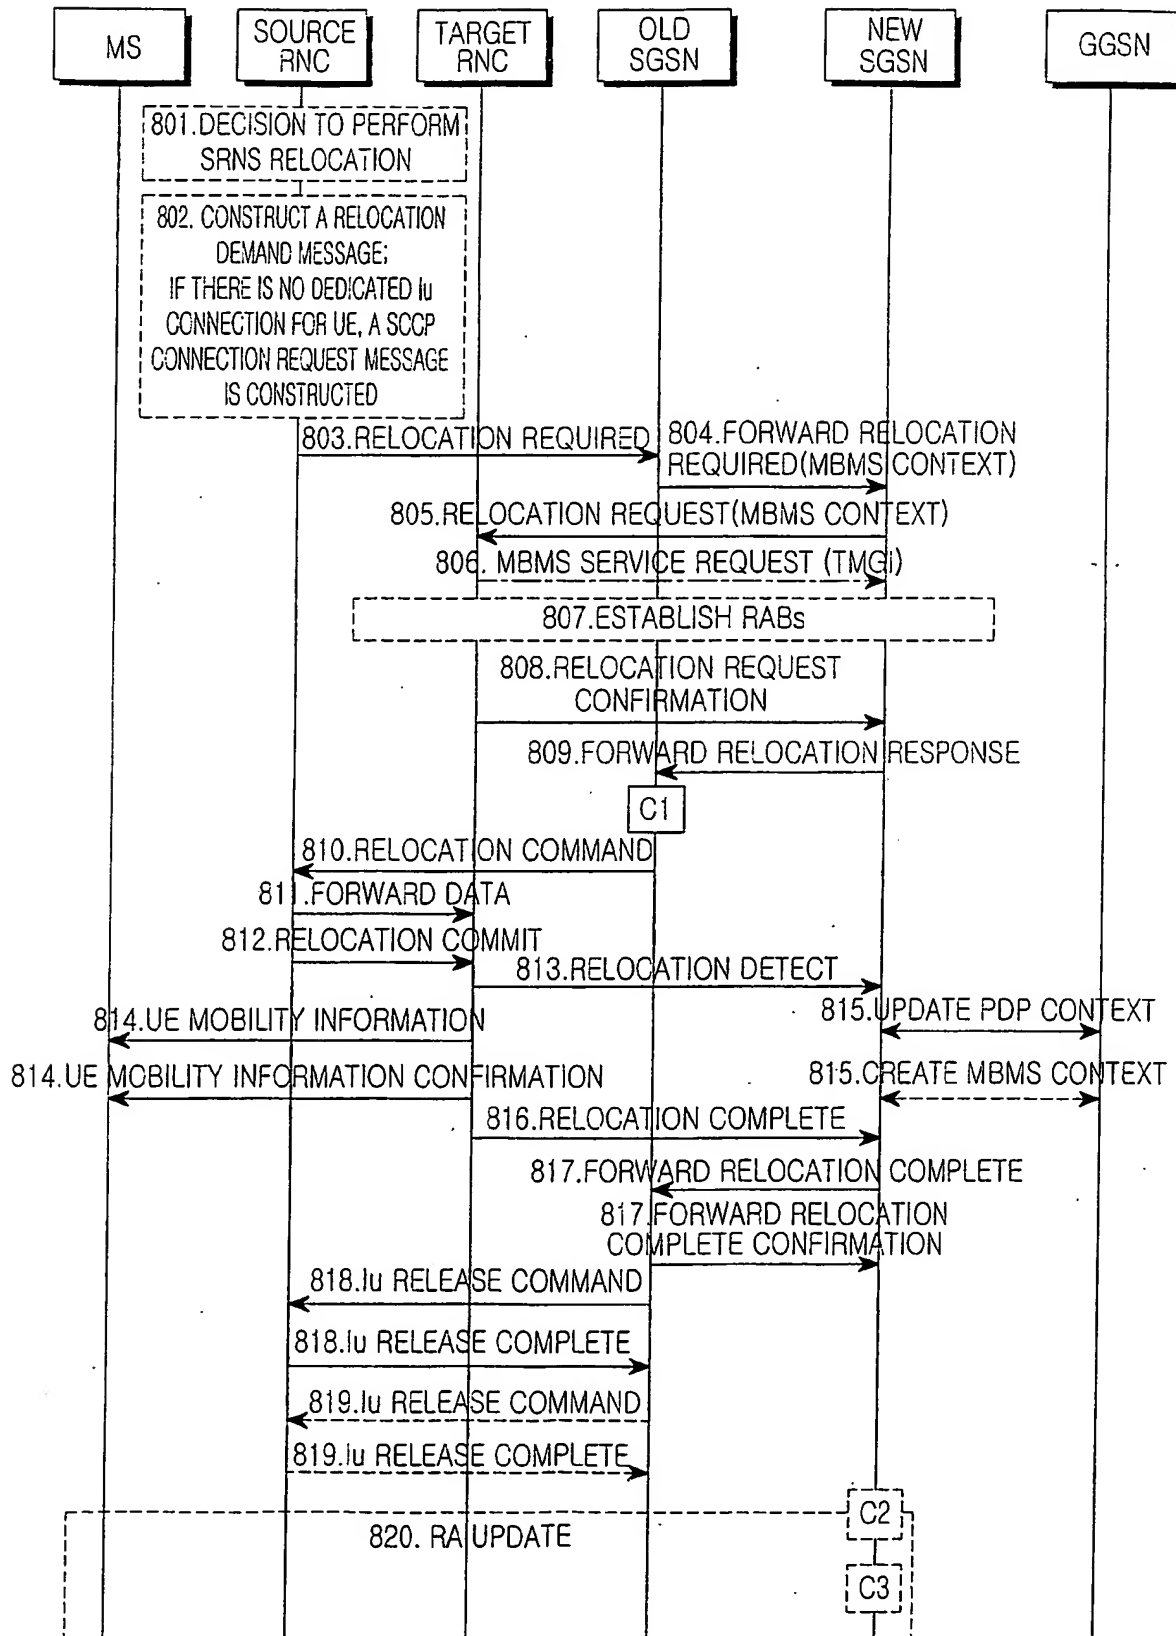 MS
SOURCE
RNC
TARGET
RNC
OLD
SGSN
NEW
SGSN
GGSN
801.DECISION TO PERFORM
SRNS RELOCATION
802. CONSTRUCT A RELOCATION
DEMAND MESSAGE;
IF THERE IS NO DEDICATED Iu
CONNECTION FOR UE, A SCCP
CONNECTION REQUEST MESSAGE
IS CONSTRUCTED
803.RELOCATION REQUIRED
804.FORWARD RELOCATION
REQUIRED(MBMS CONTEXT)
805.RELOCATION REQUEST(MBMS CONTEXT)
806. MBMS SERVICE REQUEST (TMGi)
807.ESTABLISH RABs
808.RELOCATION REQUEST
CONFIRMATION
809.FORWARD RELOCATION RESPONSE
C1
810.RELOCATION COMMAND
811.FORWARD DATA
812.RELOCATION COMMIT
813.RELOCATION DETECT
814.UE MOBILITY INFORMATION
815.UPDATE PDP CONTEXT
814.UE MOBILITY INFORMATION CONFIRMATION
815.CREATE MBMS CONTEXT
816.RELOCATION COMPLETE
817.FORWARD RELOCATION COMPLETE
817.FORWARD RELOCATION
COMPLETE CONFIRMATION
818.Iu RELEASE COMMAND
818.Iu RELEASE COMPLETE
819.Iu RELEASE COMMAND
819.Iu RELEASE COMPLETE
C2
820. RA UPDATE
C3